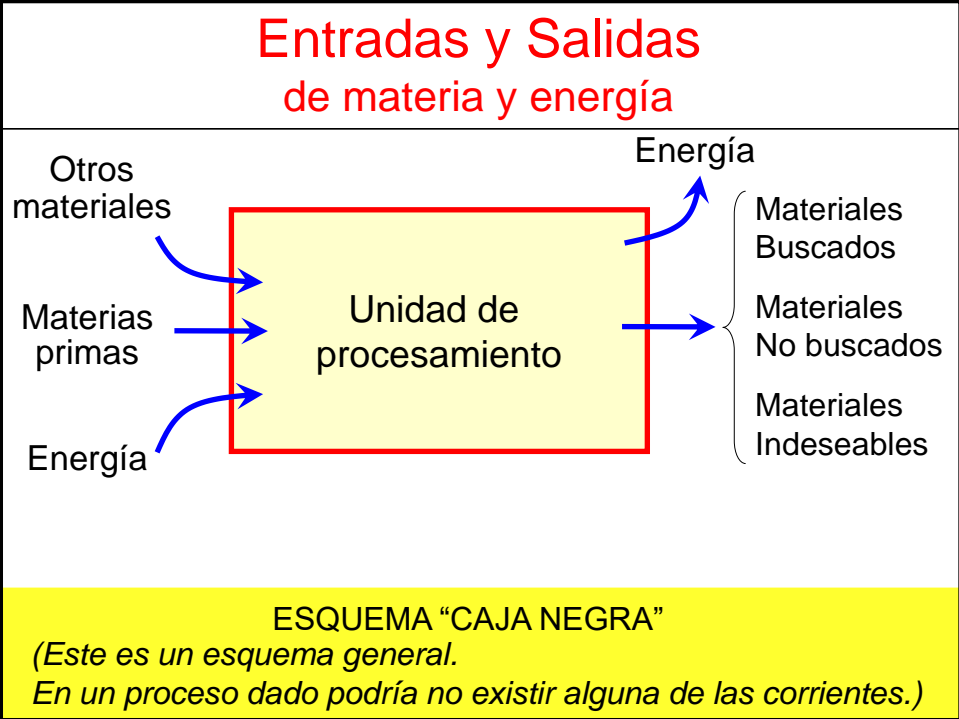 Entradas y Salidas
de materia y energía
Otros
materiales
Materias
primas
Energía
Unidad de
procesamiento
Energía
Materiales
Buscados
Materiales
No buscados
Materiales
Indeseables
ESQUEMA “CAJA NEGRA”
(Este es un esquema general.
En un proceso dado podría no existir alguna de las corrientes.)